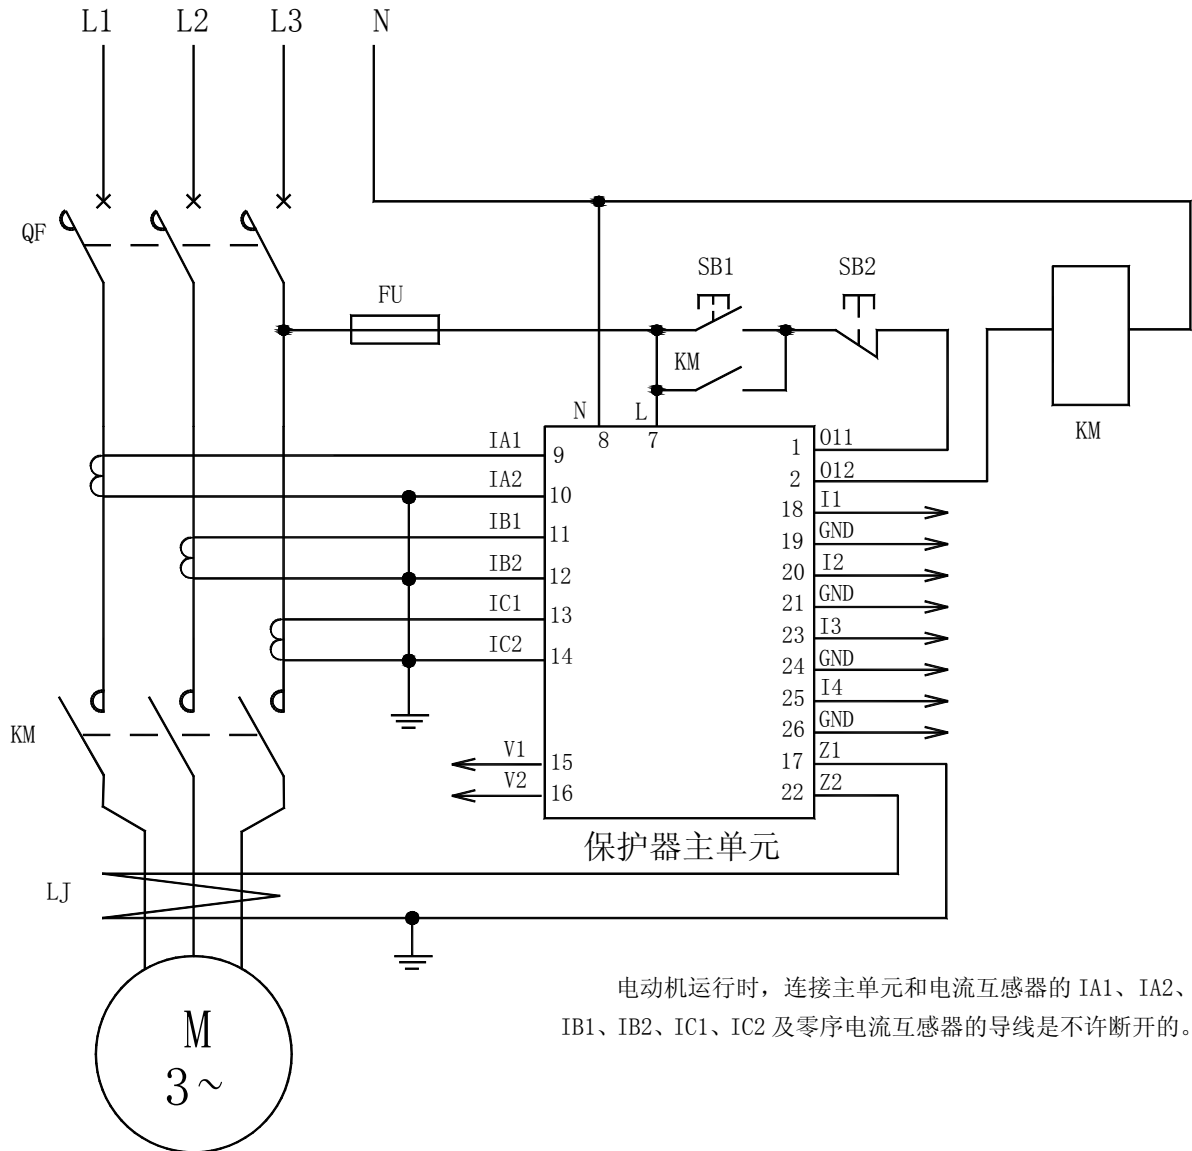 L1 L2 L3 N
QF
SB1 SB2
FU
KM
KM
N L
8 7
IA1 9
IA2 10
IB1 11
IB2 12
IC1 13
IC2 14
V1 15
V2 16
1 O11
2 O12
18 I1
19 GND
20 I2
21 GND
23 I3
24 GND
25 I4
26 GND
17 Z1
22 Z2
KM
保护器主单元
LJ
M
3~
电动机运行时，连接主单元和电流互感器的 IA1、IA2、
IB1、IB2、IC1、IC2 及零序电流互感器的导线是不许断开的。